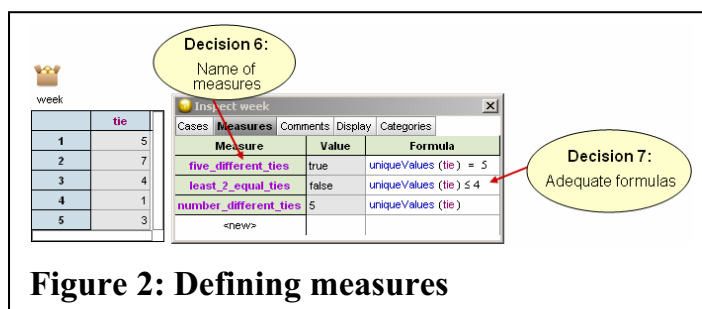 Decision 6:
Name of
measures
week
tie
1 5
2 7
3 4
4 1
5 3
Inspect week
Cases Measures Comments Display Categories
Measure Value Formula
five_different_ties true uniqueValues (tie) = 5
least_2_equal_ties false uniqueValues (tie) ≤ 4
number_different_ties 5 uniqueValues (tie)
<new>
Decision 7:
Adequate formulas
Figure 2: Defining measures